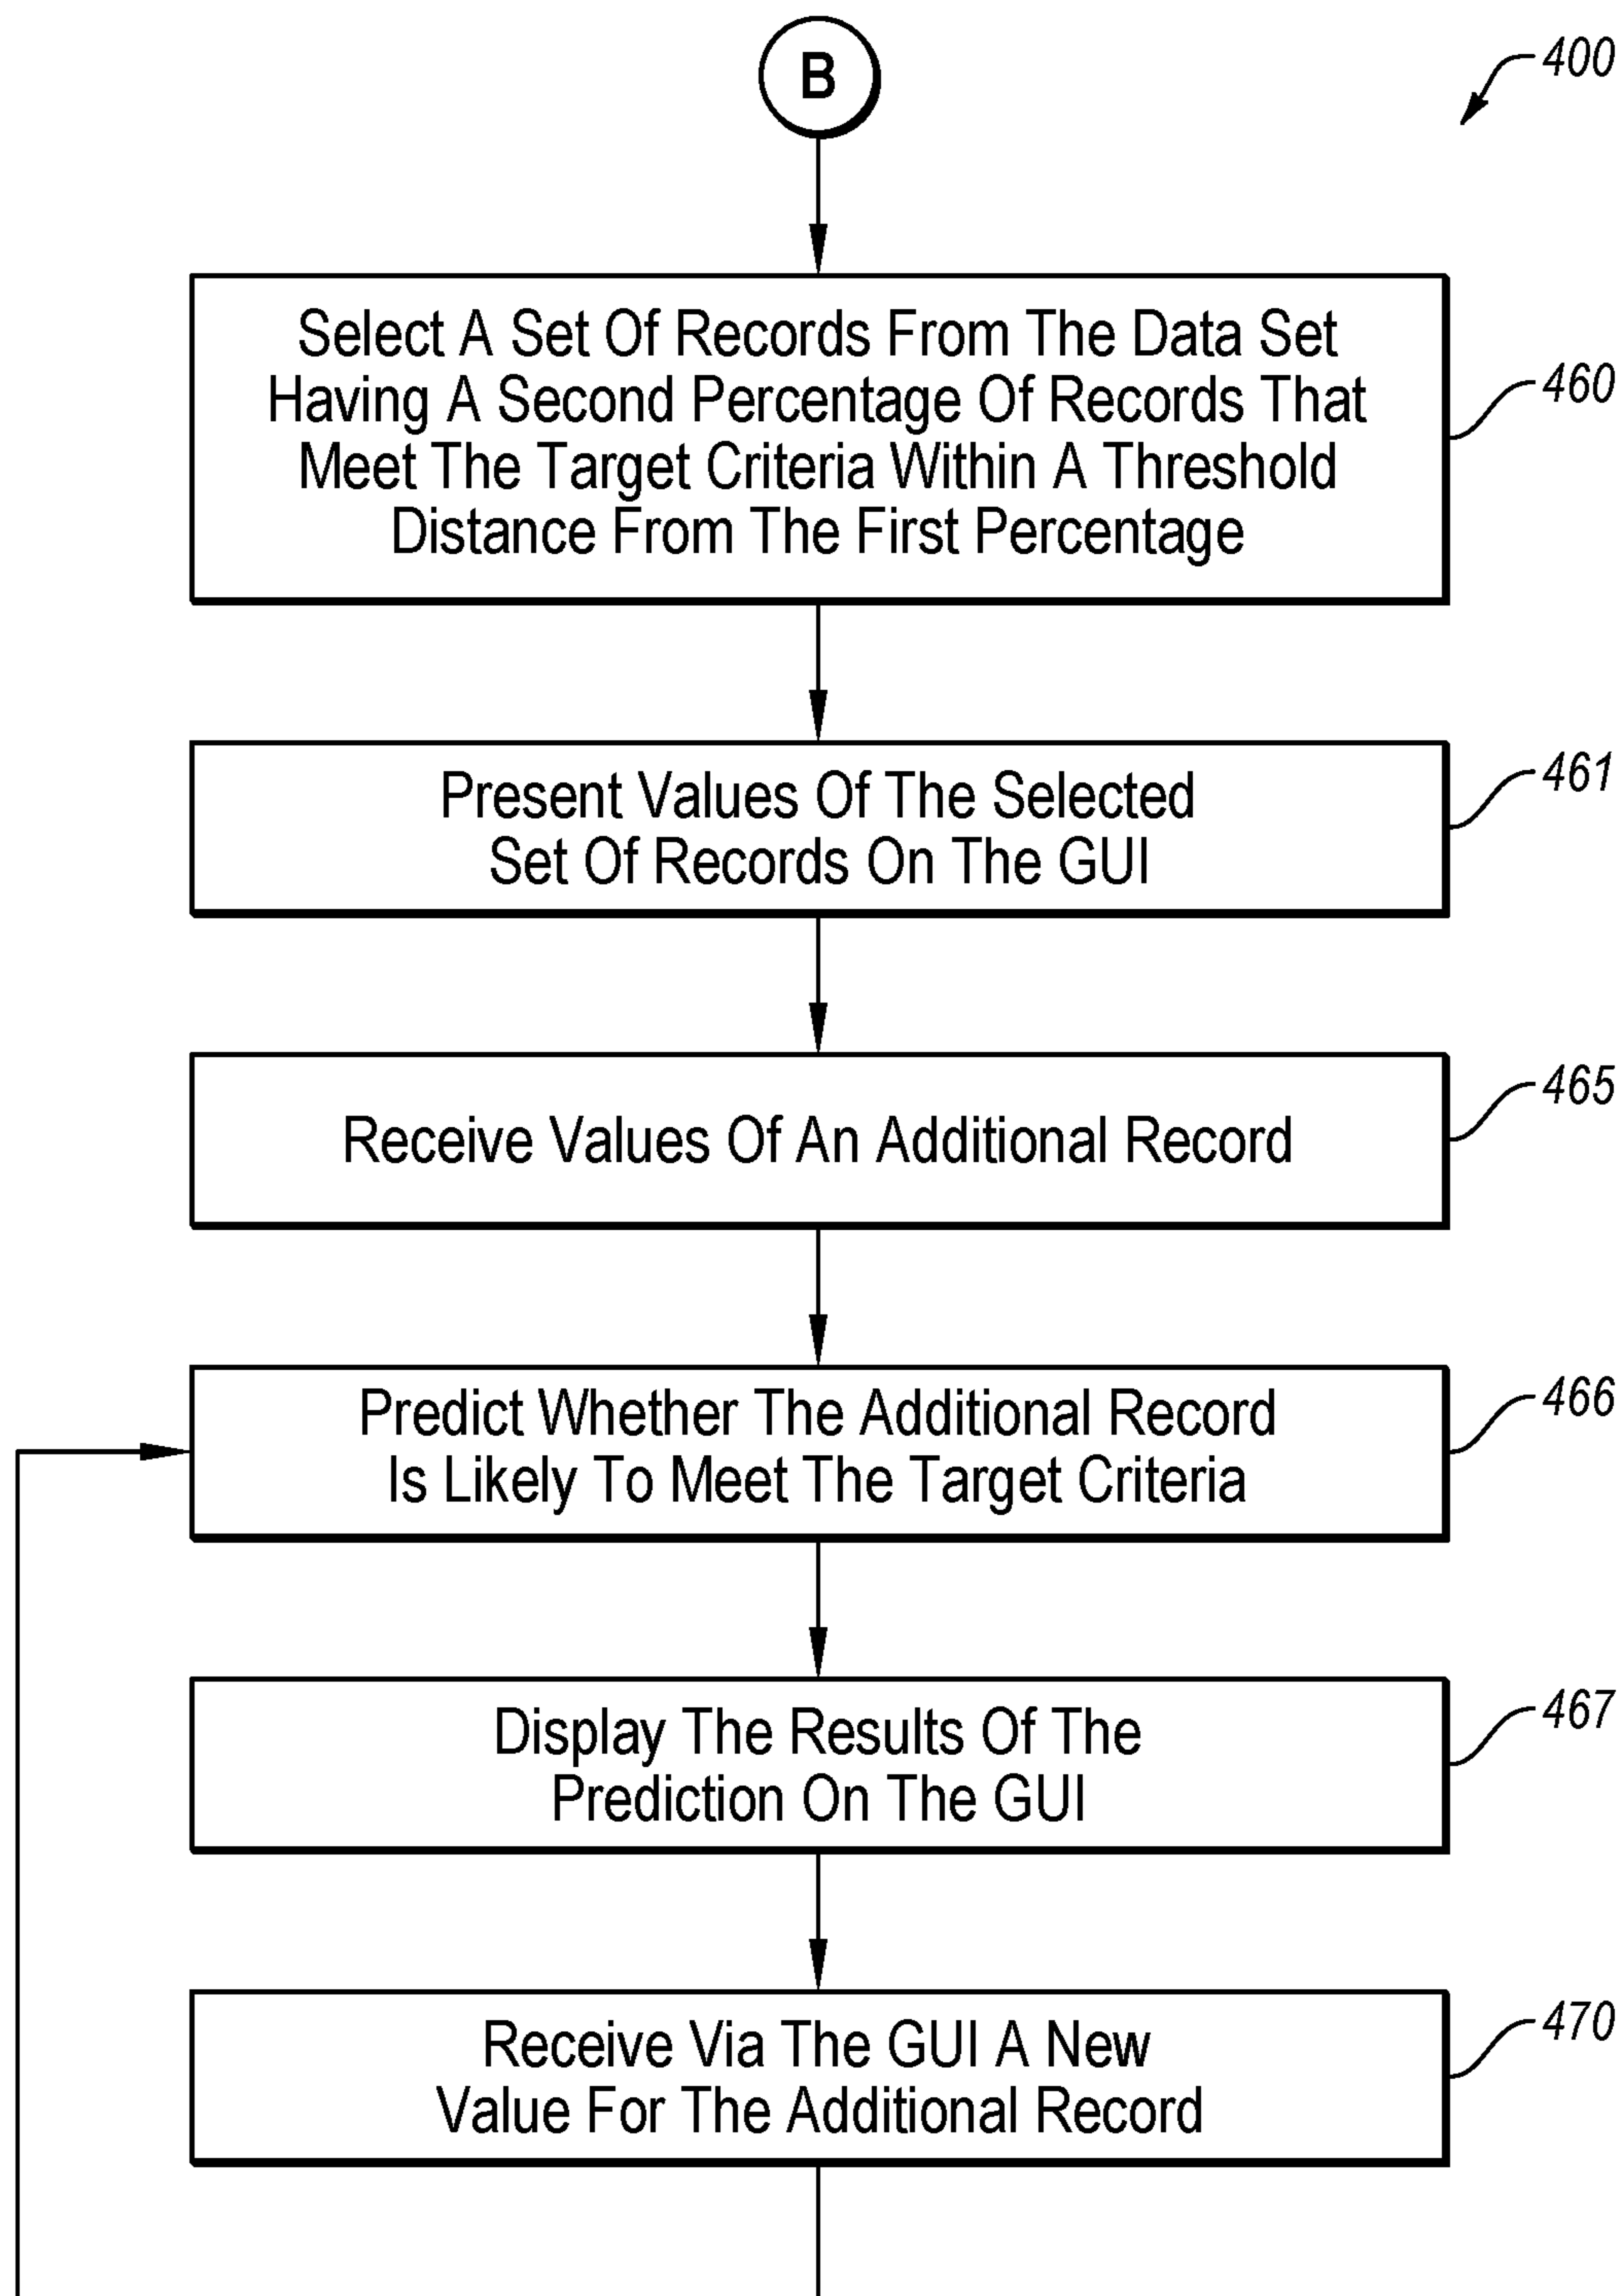 B
400
Select A Set Of Records From The Data Set
Having A Second Percentage Of Records That
Meet The Target Criteria Within A Threshold
Distance From The First Percentage
460
Present Values Of The Selected
Set Of Records On The GUI
461
Receive Values Of An Additional Record
465
Predict Whether The Additional Record
Is Likely To Meet The Target Criteria
466
Display The Results Of The
Prediction On The GUI
467
Receive Via The GUI A New
Value For The Additional Record
470